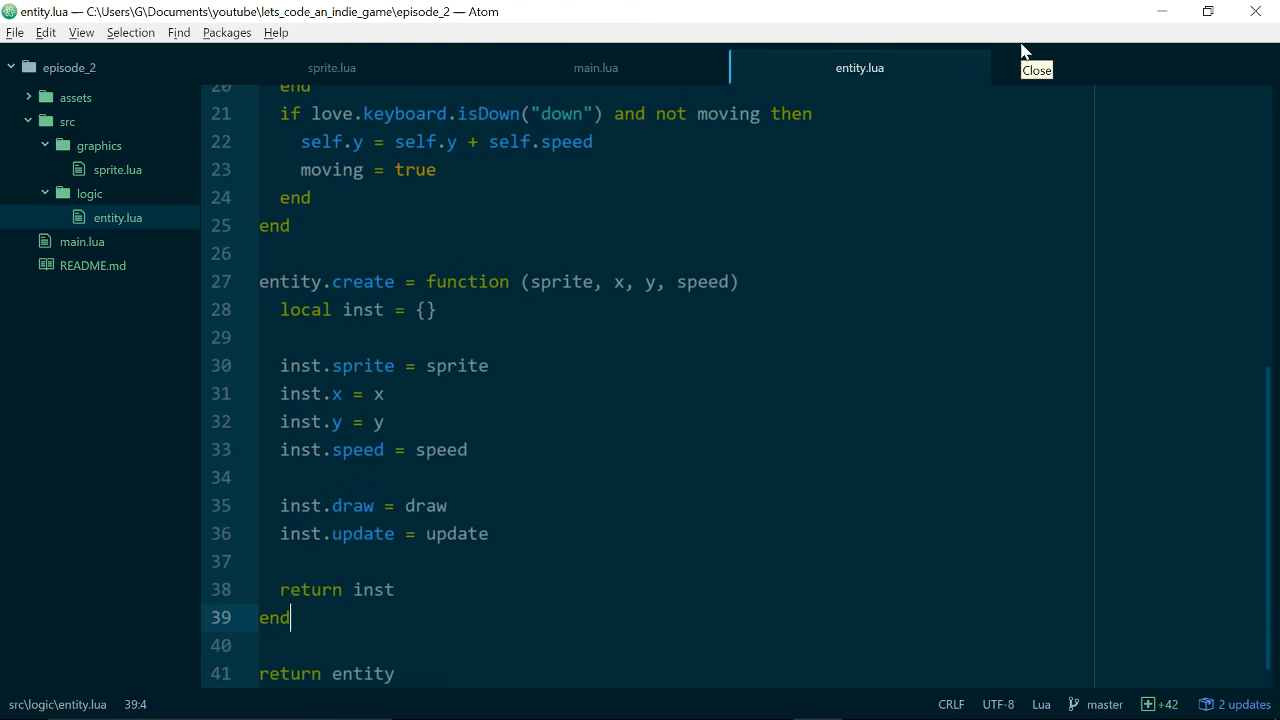 entity.lua — C:\Users\G\Documents\youtube\lets_code_an_indie_game\episode_2 — Atom
File Edit View Selection Find Packages Help
episode_2
sprite.lua main.lua entity.lua
Close
assets
src
graphics
sprite.lua
logic
entity.lua
main.lua
README.md
20 end
21 if love.keyboard.isDown("down") and not moving then
22 self.y = self.y + self.speed
23 moving = true
24 end
25 end
26
27 entity.create = function (sprite, x, y, speed)
28 local inst = {}
29
30 inst.sprite = sprite
31 inst.x = x
32 inst.y = y
33 inst.speed = speed
34
35 inst.draw = draw
36 inst.update = update
37
38 return inst
39 end
40
41 return entity
src\logic\entity.lua 39:4 CRLF UTF-8 Lua master +42 2 updates